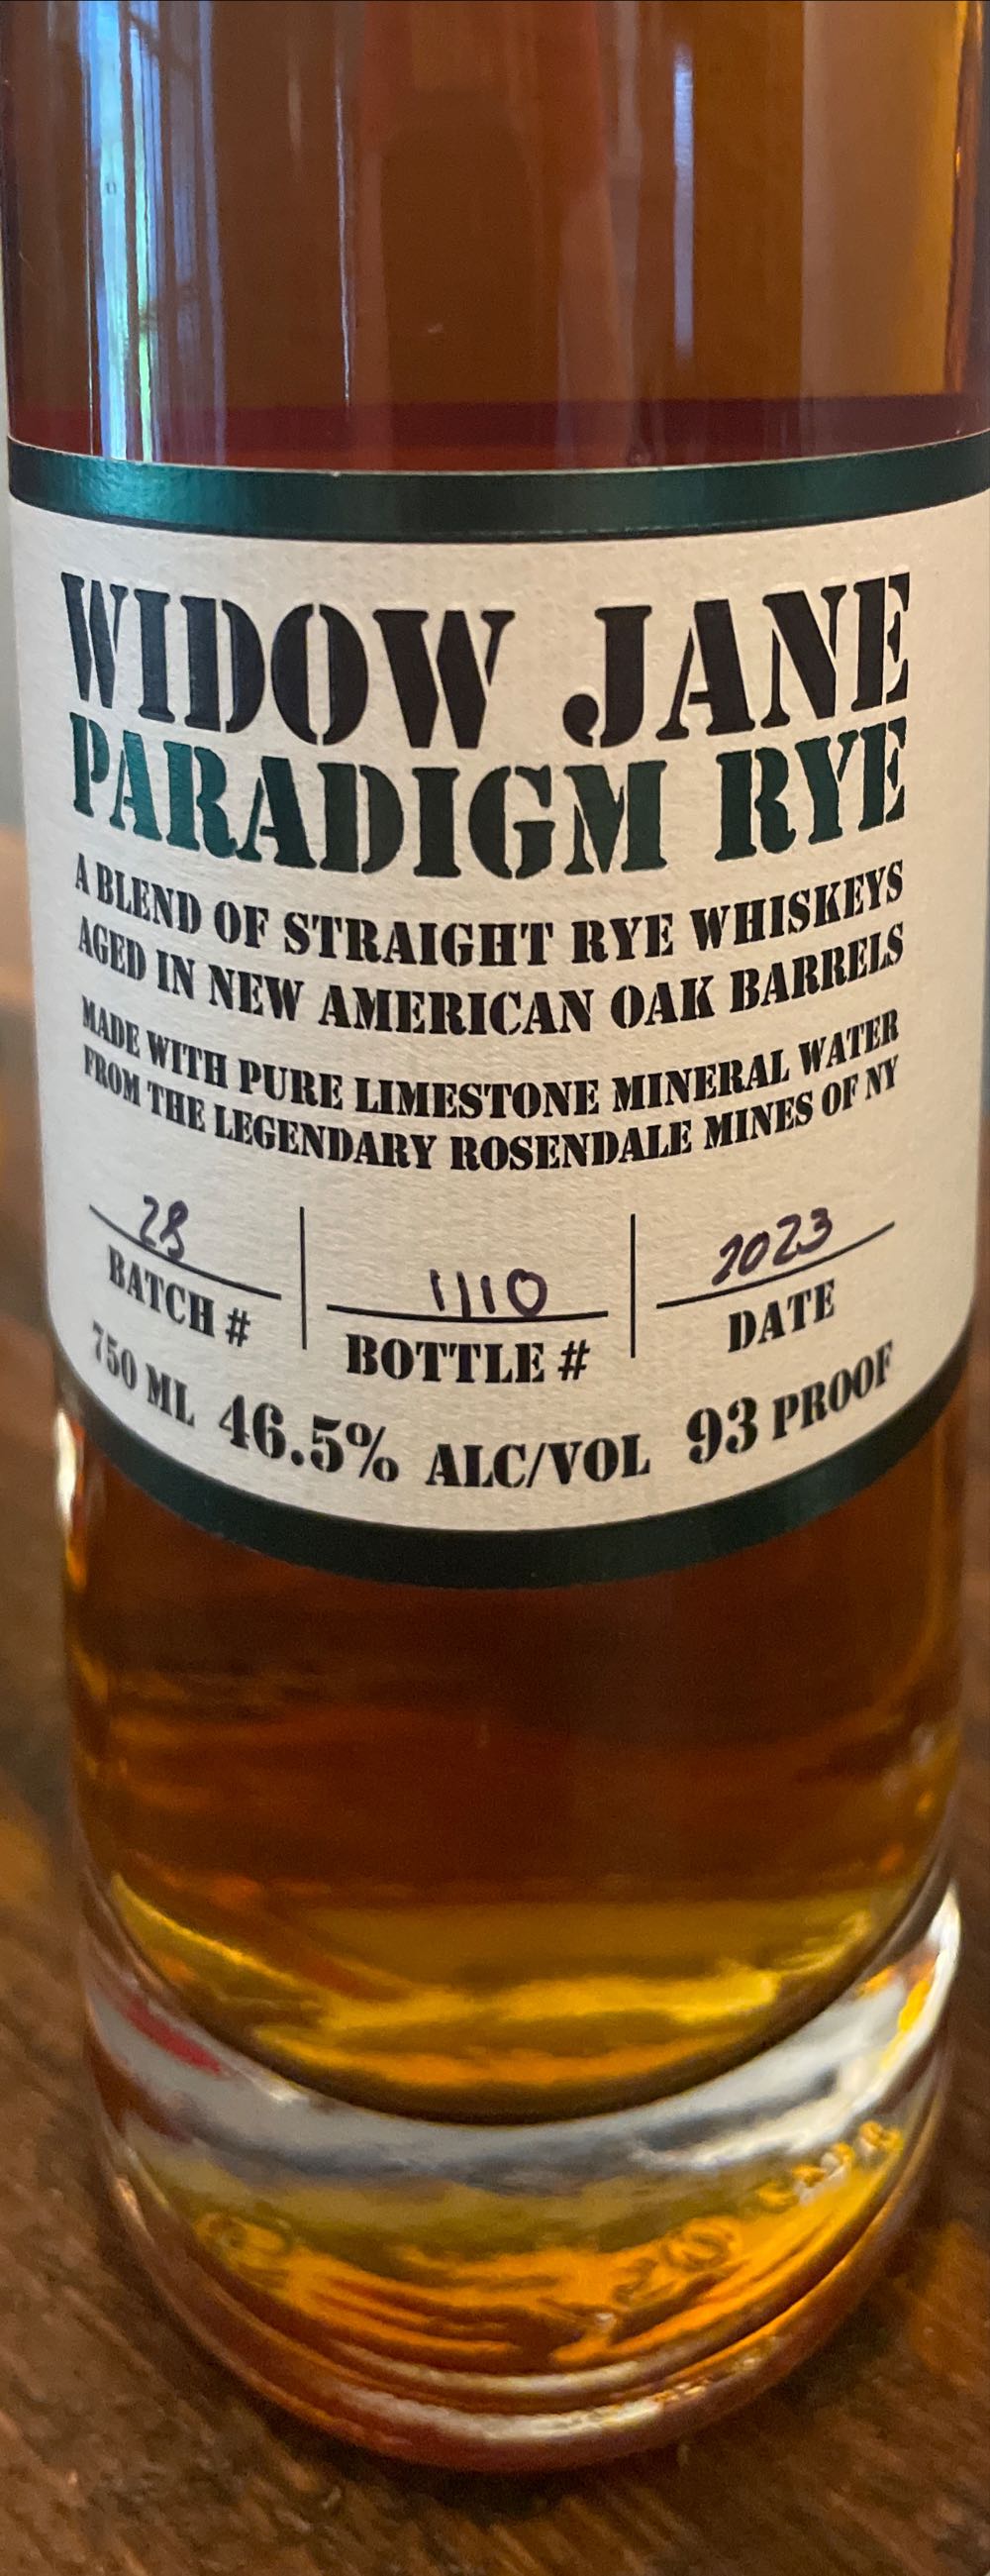 WIDOW JANE
PARADIGM RYE
A BLEND OF STRAIGHT RYE WHISKEYS
AGED IN NEW AMERICAN OAK BARRELS
MADE WITH PURE LIMESTONE MINERAL WATER
FROM THE LEGENDARY ROSENDALE MINES OF NY
28 1110 2023
BATCH # BOTTLE # DATE
750 ML 46.5% ALC/VOL 93 PROOF